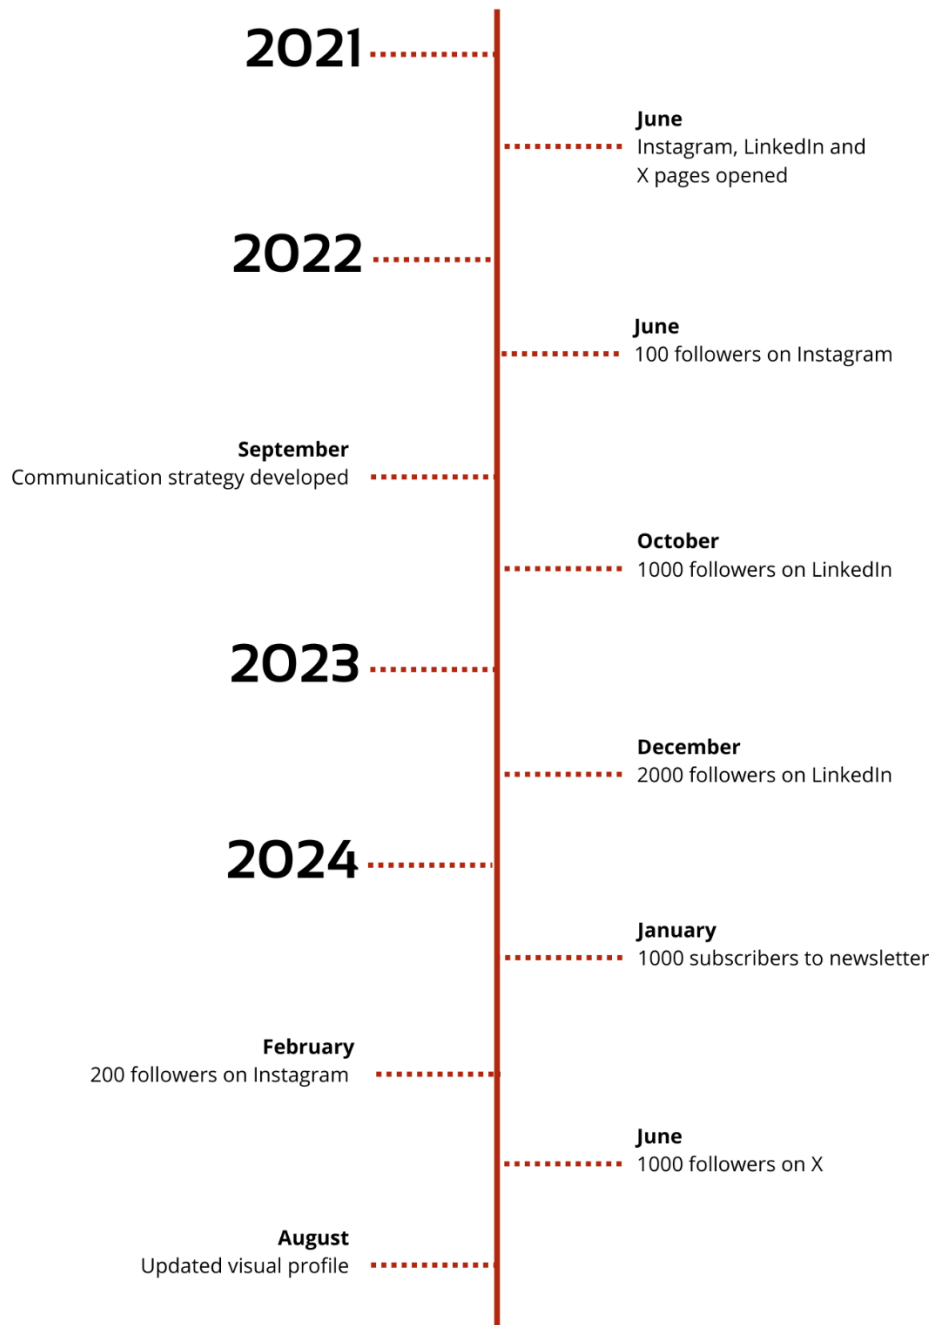 2021
June
Instagram, LinkedIn and
X pages opened
2022
June
100 followers on Instagram
September
Communication strategy developed
October
1000 followers on LinkedIn
2023
December
2000 followers on LinkedIn
2024
January
1000 subscribers to newsletter
February
200 followers on Instagram
June
1000 followers on X
August
Updated visual profile